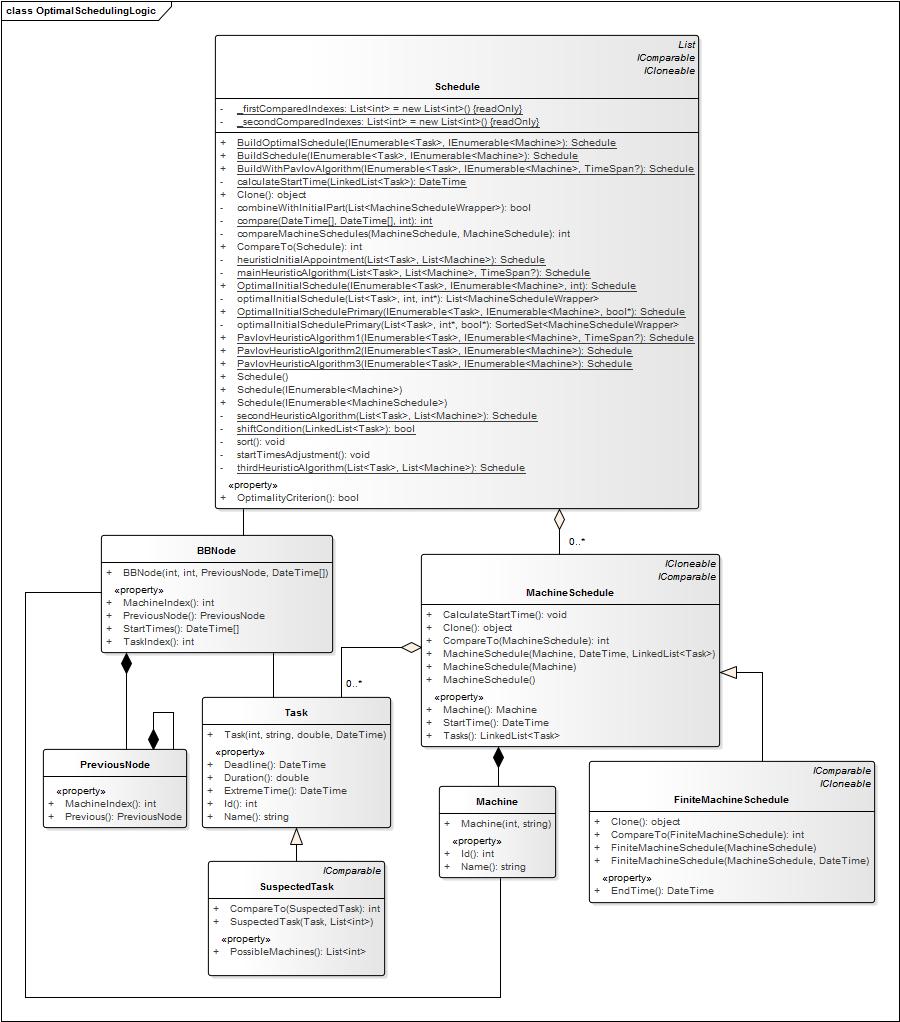 class OptimalSchedulingLogic
List
IComparable
ICloneable
Schedule
- _firstComparedIndexes: List<int> = new List<int>() {readOnly}
- _secondComparedIndexes: List<int> = new List<int>() {readOnly}
+ BuildOptimalSchedule(IEnumerable<Task>, IEnumerable<Machine>): Schedule
+ BuildSchedule(IEnumerable<Task>, IEnumerable<Machine>): Schedule
+ BuildWithPavlovAlgorithm(IEnumerable<Task>, IEnumerable<Machine>, TimeSpan?): Schedule
- calculateStartTime(LinkedList<Task>): DateTime
+ Clone(): object
- combineWithInitialPart(List<MachineScheduleWrapper>): bool
- compare(DateTime[], DateTime[], int): int
- compareMachineSchedules(MachineSchedule, MachineSchedule): int
+ CompareTo(Schedule): int
- heuristicInitialAppointment(List<Task>, List<Machine>): Schedule
- mainHeuristicAlgorithm(List<Task>, List<Machine>, TimeSpan?): Schedule
+ OptimalInitialSchedule(IEnumerable<Task>, IEnumerable<Machine>, int): Schedule
- optimalInitialSchedule(List<Task>, int, int*): List<MachineScheduleWrapper>
+ OptimalInitialSchedulePrimary(IEnumerable<Task>, IEnumerable<Machine>, bool*): Schedule
- optimalInitialSchedulePrimary(List<Task>, int*, bool*): SortedSet<MachineScheduleWrapper>
+ PavlovHeuristicAlgorithm1(IEnumerable<Task>, IEnumerable<Machine>, TimeSpan?): Schedule
+ PavlovHeuristicAlgorithm2(IEnumerable<Task>, IEnumerable<Machine>): Schedule
+ PavlovHeuristicAlgorithm3(IEnumerable<Task>, IEnumerable<Machine>): Schedule
+ Schedule()
+ Schedule(IEnumerable<Machine>)
+ Schedule(IEnumerable<MachineSchedule>)
- secondHeuristicAlgorithm(List<Task>, List<Machine>): Schedule
- shiftCondition(LinkedList<Task>): bool
- sort(): void
- startTimesAdjustment(): void
- thirdHeuristicAlgorithm(List<Task>, List<Machine>): Schedule
«property»
+ OptimalityCriterion(): bool
0..*
BBNode
+ BBNode(int, int, PreviousNode, DateTime[])
«property»
+ MachineIndex(): int
+ PreviousNode(): PreviousNode
+ StartTimes(): DateTime[]
+ TaskIndex(): int
ICloneable
IComparable
MachineSchedule
+ CalculateStartTime(): void
+ Clone(): object
+ CompareTo(MachineSchedule): int
+ MachineSchedule(Machine, DateTime, LinkedList<Task>)
+ MachineSchedule(Machine)
+ MachineSchedule()
«property»
+ Machine(): Machine
+ StartTime(): DateTime
+ Tasks(): LinkedList<Task>
0..*
Task
+ Task(int, string, double, DateTime)
«property»
+ Deadline(): DateTime
+ Duration(): double
+ ExtremeTime(): DateTime
+ Id(): int
+ Name(): string
PreviousNode
«property»
+ MachineIndex(): int
+ Previous(): PreviousNode
Machine
+ Machine(int, string)
«property»
+ Id(): int
+ Name(): string
IComparable
ICloneable
FiniteMachineSchedule
+ Clone(): object
+ CompareTo(FiniteMachineSchedule): int
+ FiniteMachineSchedule(MachineSchedule)
+ FiniteMachineSchedule(MachineSchedule, DateTime)
«property»
+ EndTime(): DateTime
IComparable
SuspectedTask
+ CompareTo(SuspectedTask): int
+ SuspectedTask(Task, List<int>)
«property»
+ PossibleMachines(): List<int>